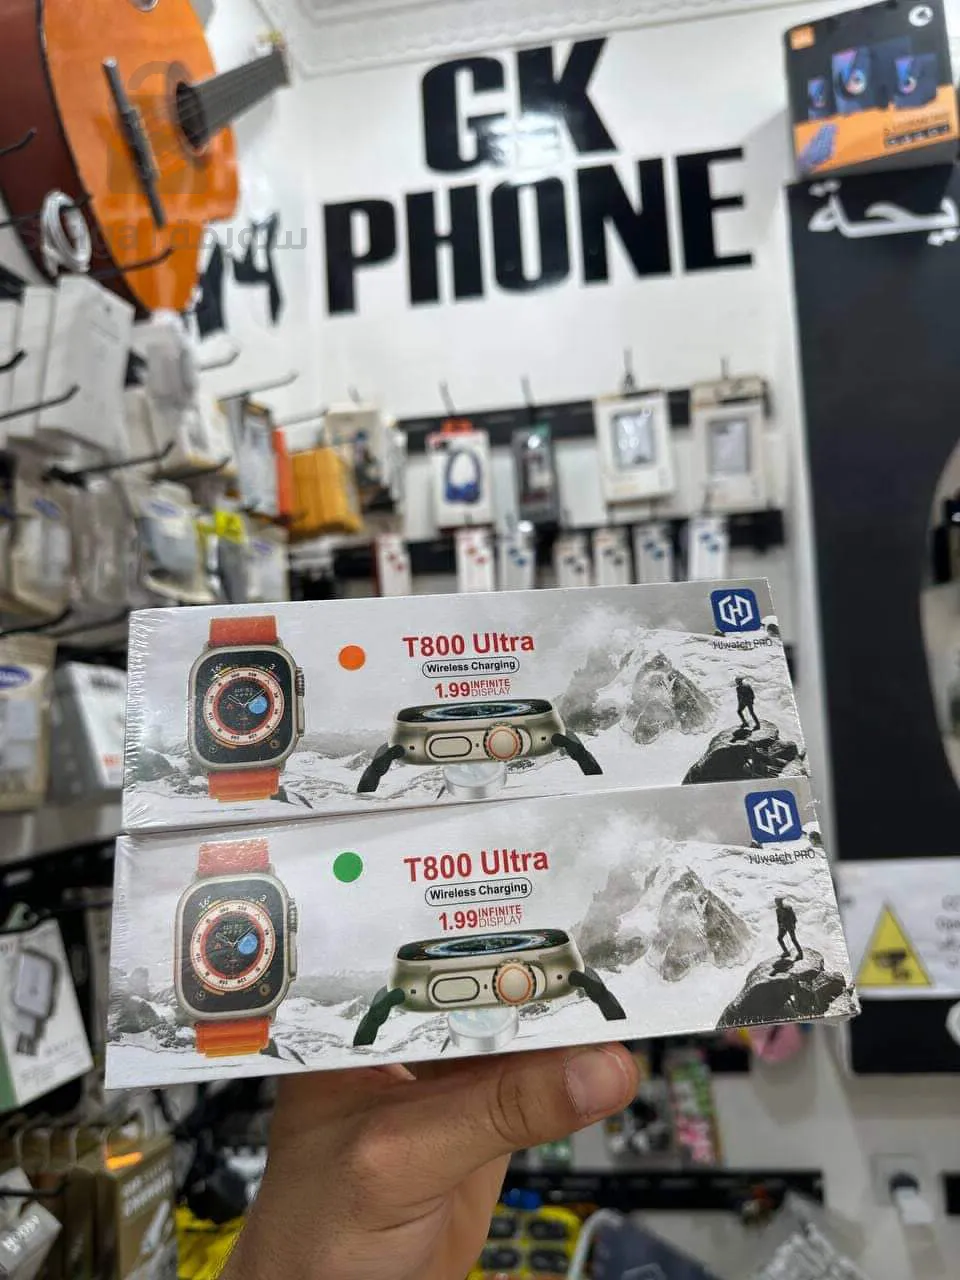 GK
PHONE
سويمة
يحة
T800 Ultra
Wireless Charging
1.99 INFINITE
DISPLAY
HIwatch PRO
T800 Ultra
Wireless Charging
1.99 INFINITE
DISPLAY
HIwatch PRO